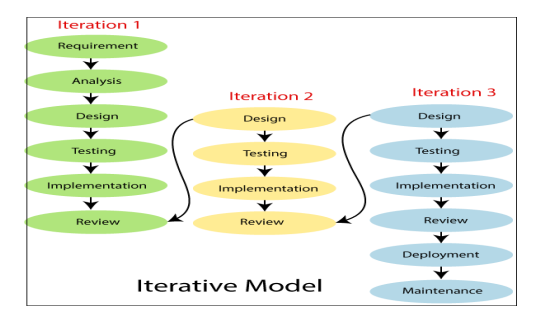 Iteration 1
Requirement
Analysis
Design
Testing
Implementation
Review
Iteration 2
Design
Testing
Implementation
Review
Iteration 3
Design
Testing
Implementation
Review
Deployment
Maintenance
Iterative Model